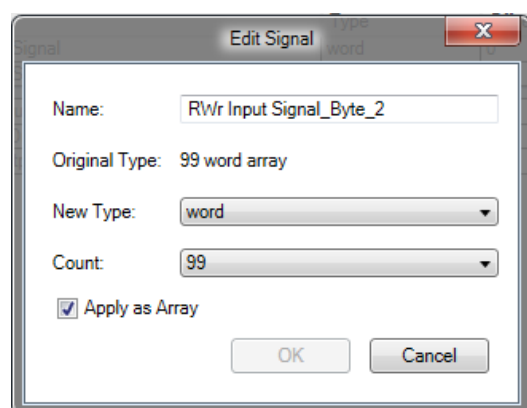 Type
Edit Signal
Signal
word
0
Name: RWr Input Signal_Byte_2
Original Type: 99 word array
New Type: word
Count: 99
Apply as Array
OK Cancel